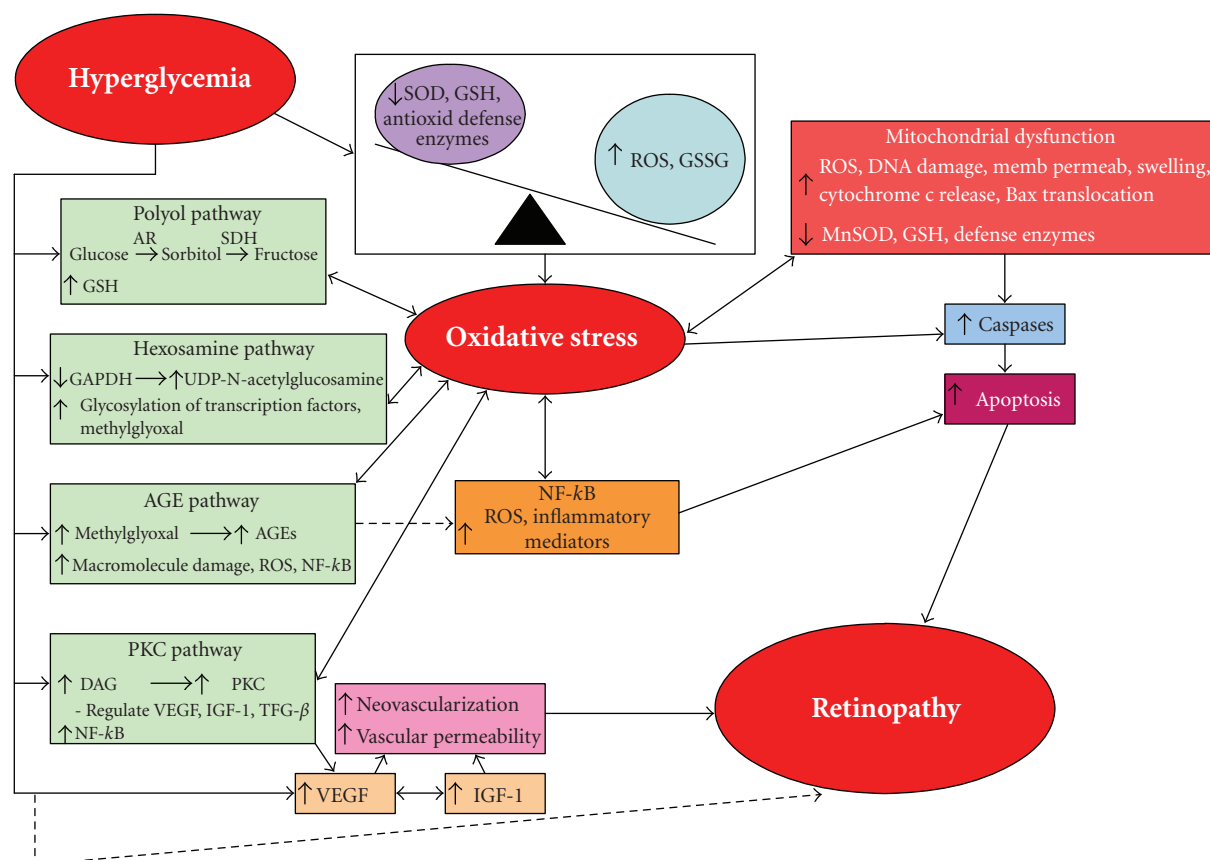 Hyperglycemia
↓SOD, GSH,
antioxid defense
enzymes
↑ ROS, GSSG
Mitochondrial dysfunction
↑ ROS, DNA damage, memb permeab, swelling,
cytochrome c release, Bax translocation
↓ MnSOD, GSH, defense enzymes
Polyol pathway
AR SDH
Glucose → Sorbitol → Fructose
↑ GSH
Oxidative stress
↑ Caspases
Hexosamine pathway
↓ GAPDH → ↑ UDP-N-acetylglucosamine
↑ Glycosylation of transcription factors,
methylglyoxal
↑ Apoptosis
AGE pathway
↑ Methylglyoxal → ↑ AGEs
↑ Macromolecule damage, ROS, NF-kB
NF-kB
↑ ROS, inflammatory
mediators
PKC pathway
↑ DAG → ↑ PKC
- Regulate VEGF, IGF-1, TFG-β
↑ NF-kB
↑ Neovascularization
↑ Vascular permeability
Retinopathy
↑ VEGF
↑ IGF-1